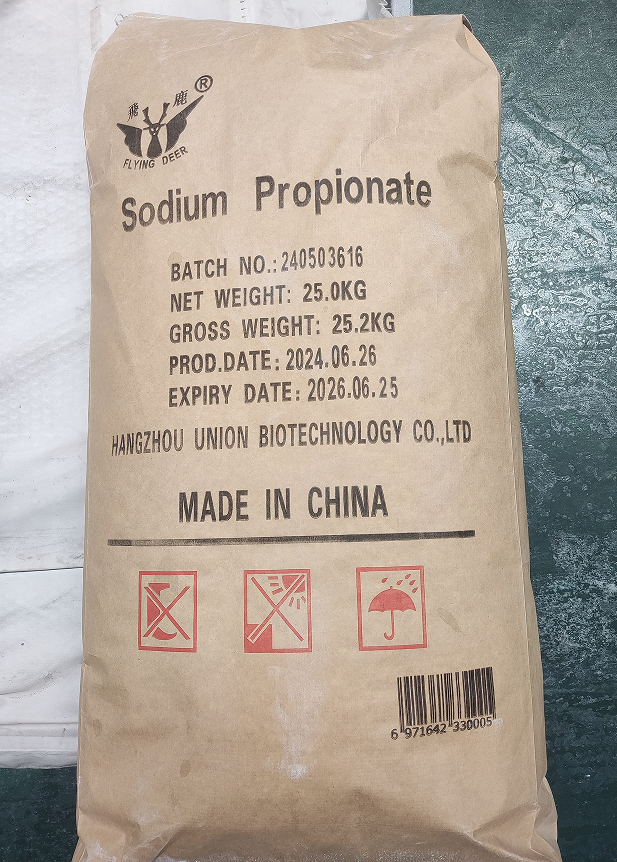 飛 鹿 ®
FLYING DEER
Sodium Propionate
BATCH NO.: 240503616
NET WEIGHT: 25.0KG
GROSS WEIGHT: 25.2KG
PROD.DATE: 2024.06.26
EXPIRY DATE: 2026.06.25
HANGZHOU UNION BIOTECHNOLOGY CO.,LTD
MADE IN CHINA
6 971642 330005